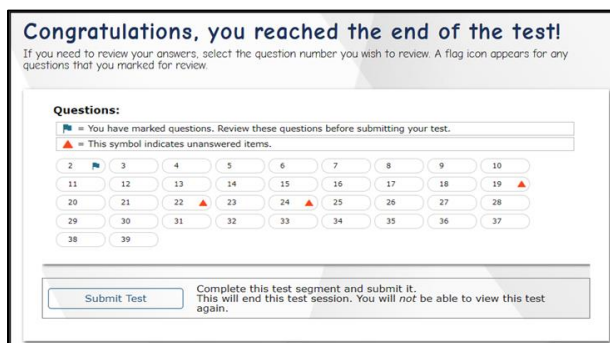 Congratulations, you reached the end of the test!
If you need to review your answers, select the question number you wish to review. A flag icon appears for any
questions that you marked for review.
Questions:
= You have marked questions. Review these questions before submitting your test.
= This symbol indicates unanswered items.
2 3 4 5 6 7 8 9 10
11 12 13 14 15 16 17 18 19
20 21 22 23 24 25 26 27 28
29 30 31 32 33 34 35 36 37
38 39
Submit Test
Complete this test segment and submit it.
This will end this test session. You will not be able to view this test
again.